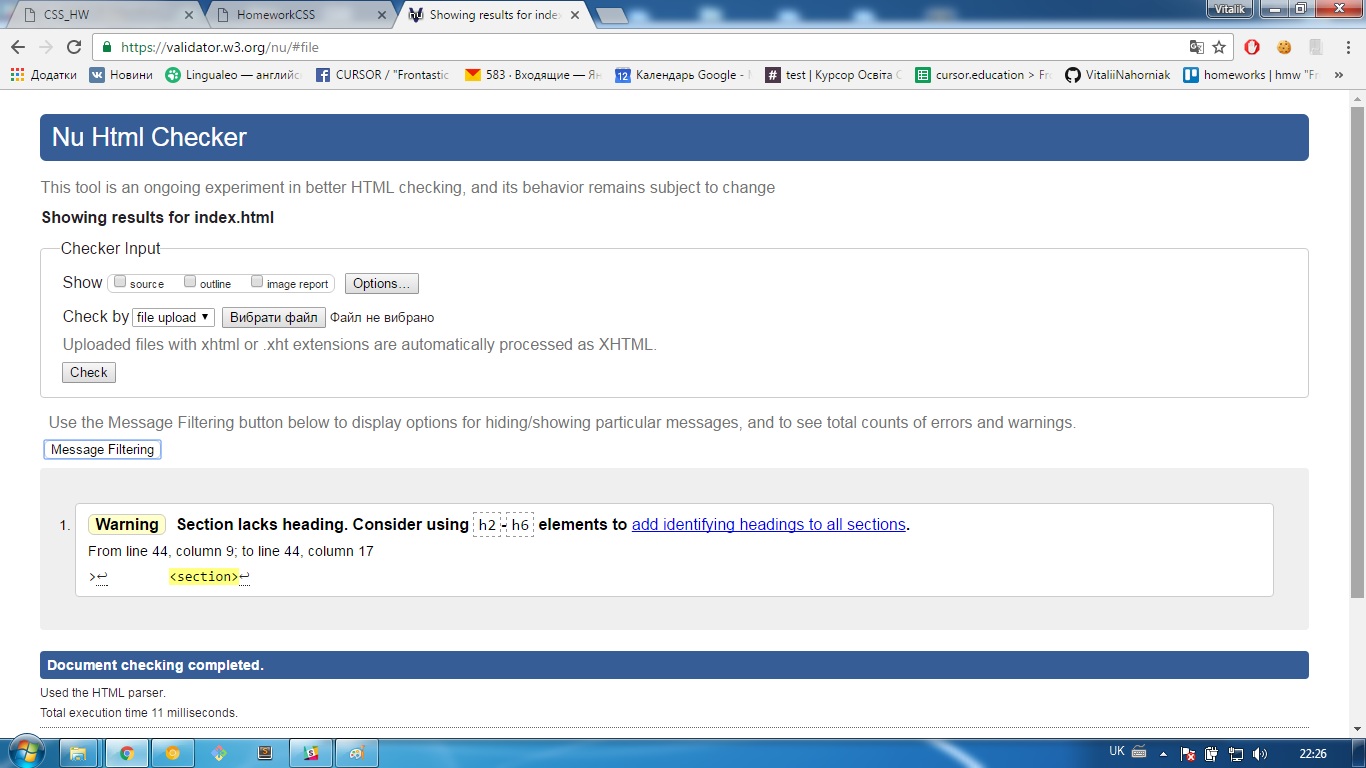 CSS_HW
HomeworkCSS
Showing results for index
Vitalik
https://validator.w3.org/nu/#file
Додатки
Новини
Lingualeo — английс
CURSOR / "Frontastic
583 · Входящие — Ян
12 Календарь Google -
test | Курсор Освіта
cursor.education > Fr
VitaliiNahorniak
homeworks | hmw "Fr
»
Nu Html Checker
This tool is an ongoing experiment in better HTML checking, and its behavior remains subject to change
Showing results for index.html
Checker Input
Show source outline image report Options…
Check by file upload Вибрати файл Файл не вибрано
Uploaded files with xhtml or .xht extensions are automatically processed as XHTML.
Check
Use the Message Filtering button below to display options for hiding/showing particular messages, and to see total counts of errors and warnings.
Message Filtering
1. Warning Section lacks heading. Consider using h2-h6 elements to add identifying headings to all sections.
From line 44, column 9; to line 44, column 17
>↩ <section>↩
Document checking completed.
Used the HTML parser.
Total execution time 11 milliseconds.
UK
22:26